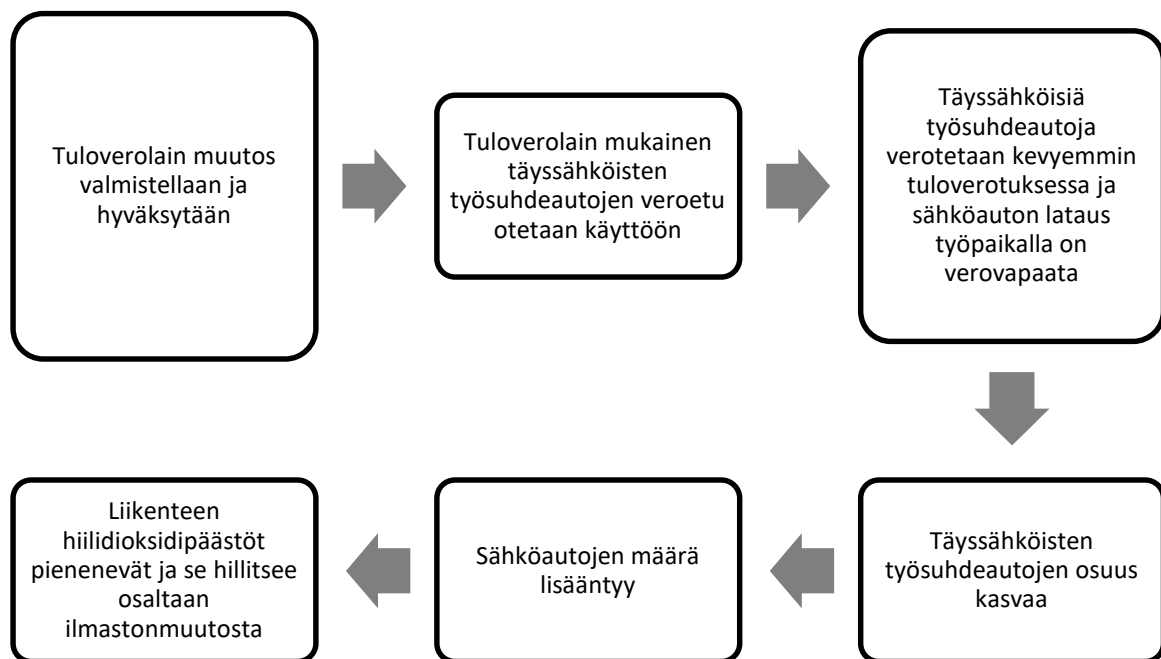 Tuloverolain muutos
valmistellaan ja
hyväksytään
Tuloverolain mukainen
täyssähköisten
työsuhdeautojen veroetu
otetaan käyttöön
Täyssähköisiä
työsuhdeautoja
verotetaan kevyemmin
tuloverotuksessa ja
sähköauton lataus
työpaikalla on
verovapaata
Täyssähköisten
työsuhdeautojen osuus
kasvaa
Sähköautojen määrä
lisääntyy
Liikenteen
hiilidioksidipäästöt
pienenevät ja se hillitsee
osaltaan
ilmastonmuutosta